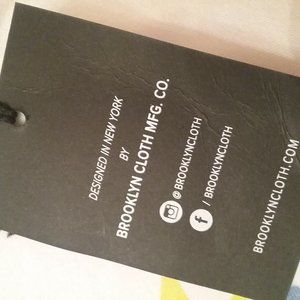 DESIGNED IN NEW YORK
BY
BROOKLYN CLOTH MFG. CO.
@BROOKLYNCLOTH
/ BROOKLYNCLOTH
BROOKLYNCLOTH.COM